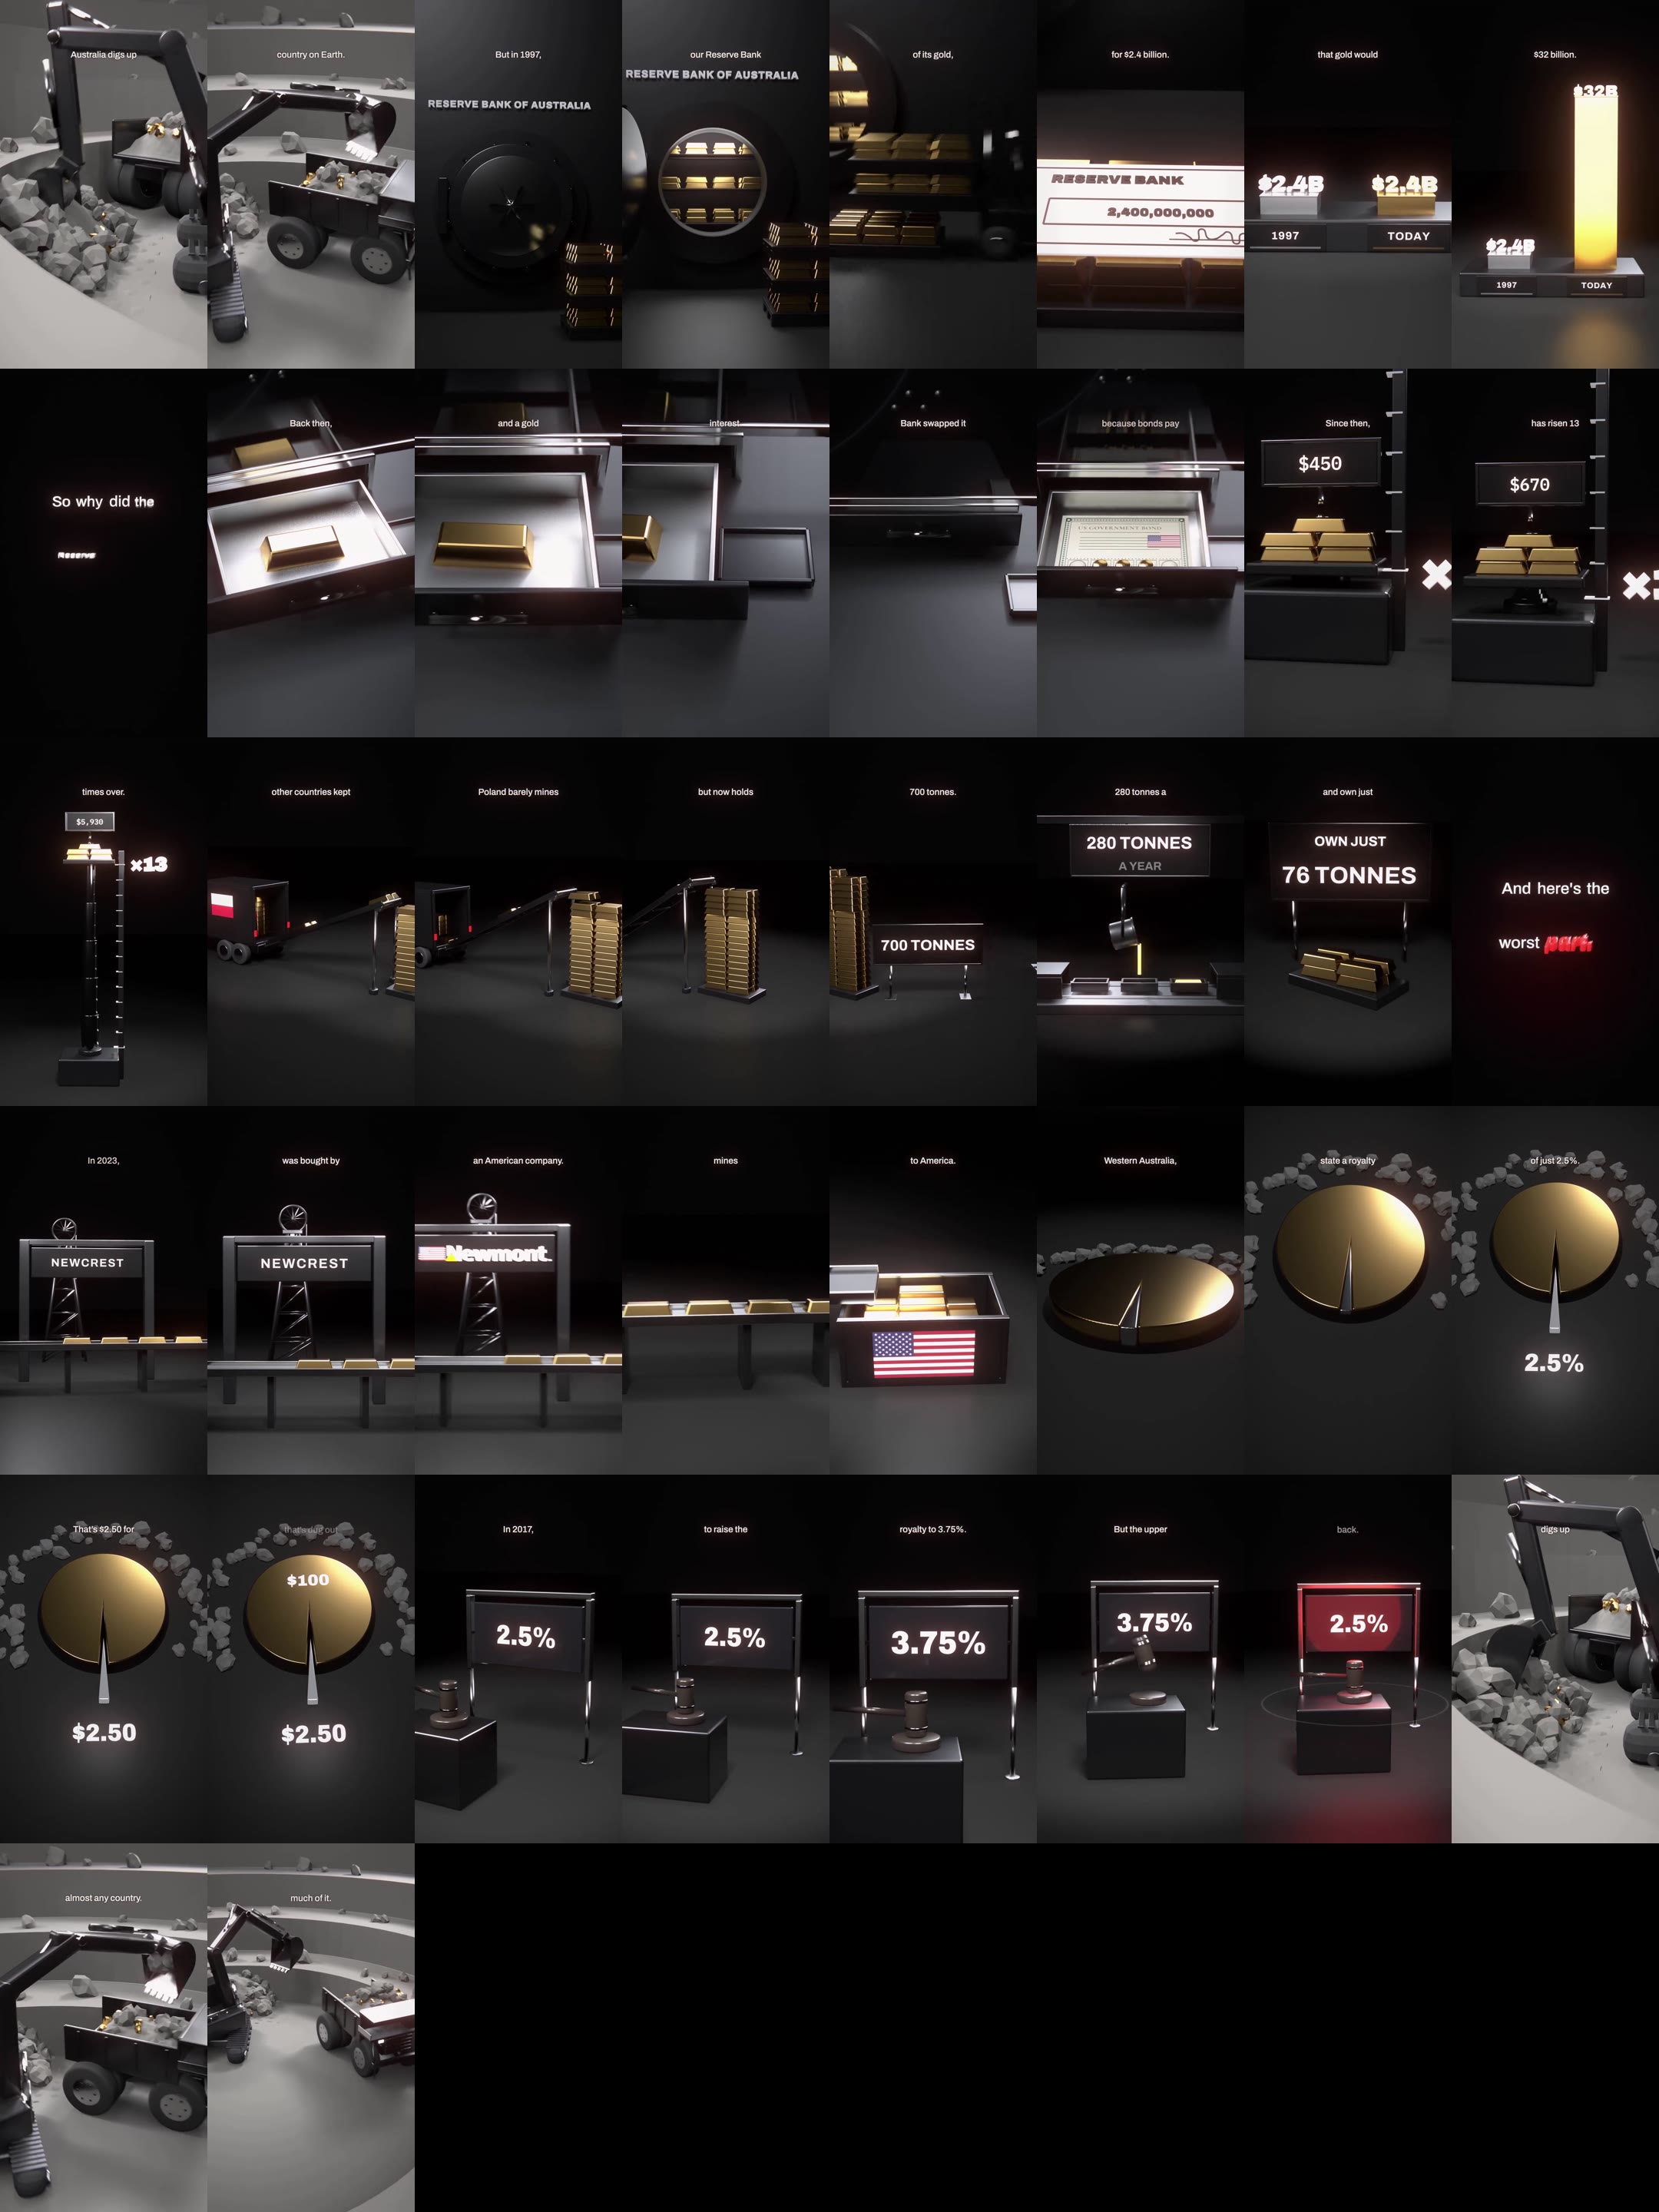 Australia digs up
country on Earth.
But in 1997,
RESERVE BANK OF AUSTRALIA
our Reserve Bank
RESERVE BANK OF AUSTRALIA
of its gold,
for $2.4 billion.
RESERVE BANK
2,400,000,000
that gold would
$2.4B
$2.4B
1997
TODAY
$32 billion.
$32B
$2.4B
1997
TODAY
So why did the
Reserve
Back then,
and a gold
interest.
Bank swapped it
because bonds pay
US GOVERNMENT BOND
Since then,
$450
×
has risen 13
$670
times over.
$5,930
×13
other countries kept
Poland barely mines
but now holds
700 tonnes.
700 TONNES
280 tonnes a
280 TONNES
A YEAR
and own just
OWN JUST
76 TONNES
And here's the
worst part.
In 2023,
NEWCREST
was bought by
NEWCREST
an American company.
Newmont.
mines
to America.
Western Australia,
state a royalty
of just 2.5%.
2.5%
That's $2.50 for
$2.50
that's dug out
$100
$2.50
In 2017,
2.5%
to raise the
2.5%
royalty to 3.75%.
3.75%
But the upper
3.75%
back.
2.5%
digs up
almost any country.
much of it.